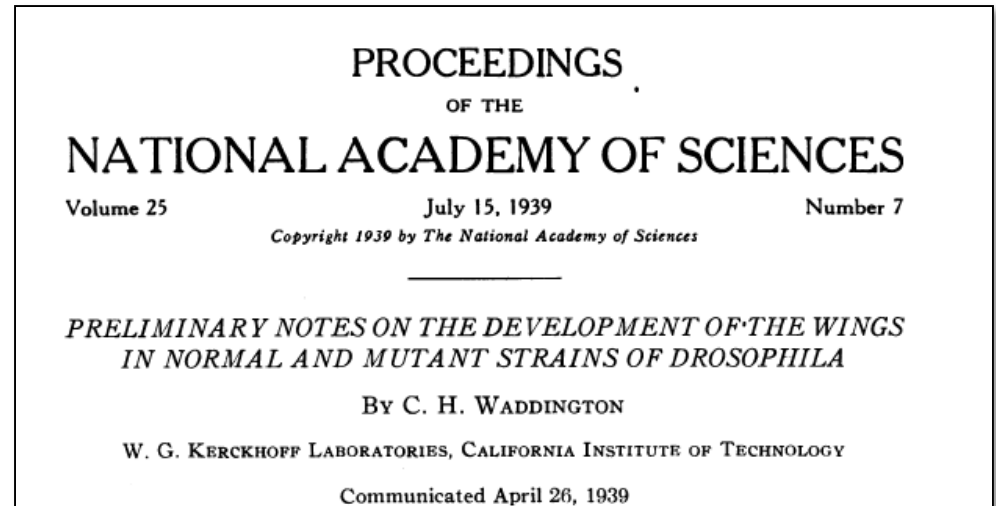 PROCEEDINGS
OF THE
NATIONAL ACADEMY OF SCIENCES
Volume 25 July 15, 1939 Number 7
Copyright 1939 by The National Academy of Sciences
PRELIMINARY NOTES ON THE DEVELOPMENT OF THE WINGS
IN NORMAL AND MUTANT STRAINS OF DROSOPHILA
BY C. H. WADDINGTON
W. G. KERCKHOFF LABORATORIES, CALIFORNIA INSTITUTE OF TECHNOLOGY
Communicated April 26, 1939